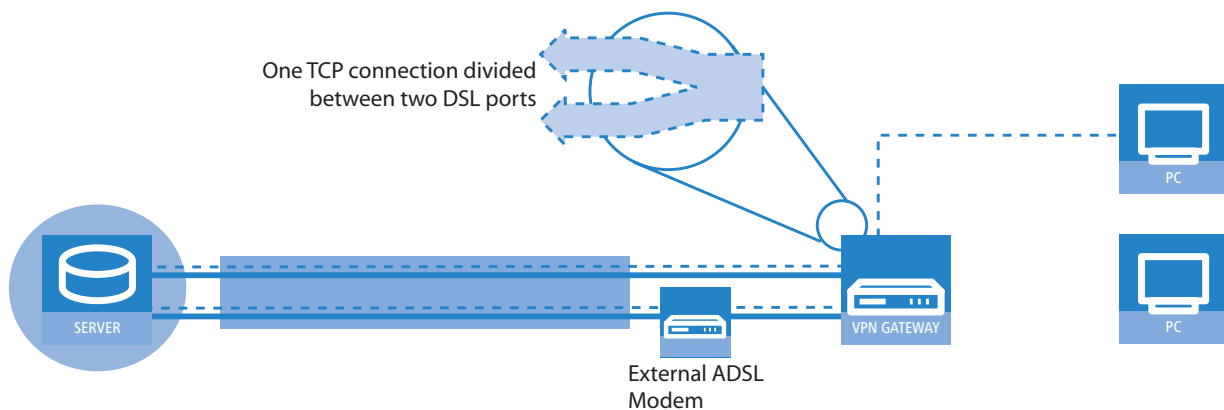 One TCP connection divided
between two DSL ports
PC
SERVER
VPN GATEWAY
PC
External ADSL
Modem